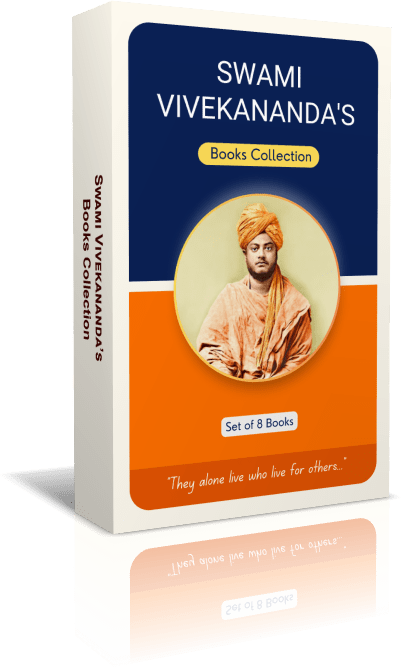 SWAMI
VIVEKANANDA'S
Books Collection
Set of 8 Books
"They alone live who live for others..."
Swami Vivekananda's
Books Collection